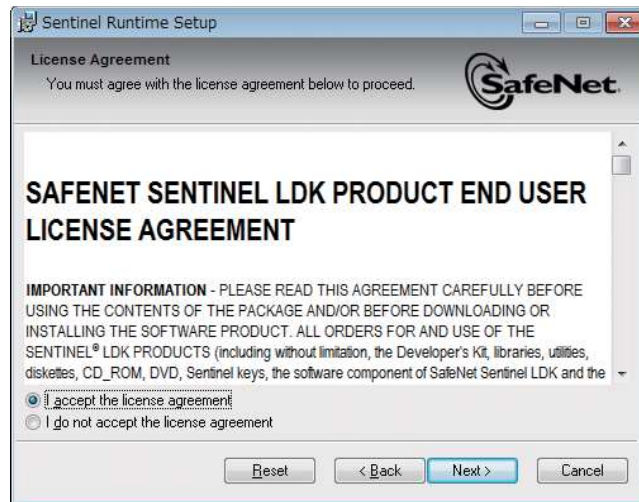 Sentinel Runtime Setup
License Agreement
You must agree with the license agreement below to proceed.
SafeNet.
SAFENET SENTINEL LDK PRODUCT END USER
LICENSE AGREEMENT
IMPORTANT INFORMATION - PLEASE READ THIS AGREEMENT CAREFULLY BEFORE
USING THE CONTENTS OF THE PACKAGE AND/OR BEFORE DOWNLOADING OR
INSTALLING THE SOFTWARE PRODUCT. ALL ORDERS FOR AND USE OF THE
SENTINEL® LDK PRODUCTS (including without limitation, the Developer's Kit, libraries, utilities,
diskettes, CD_ROM, DVD, Sentinel keys, the software component of SafeNet Sentinel LDK and the
I accept the license agreement
I do not accept the license agreement
Reset
< Back
Next >
Cancel